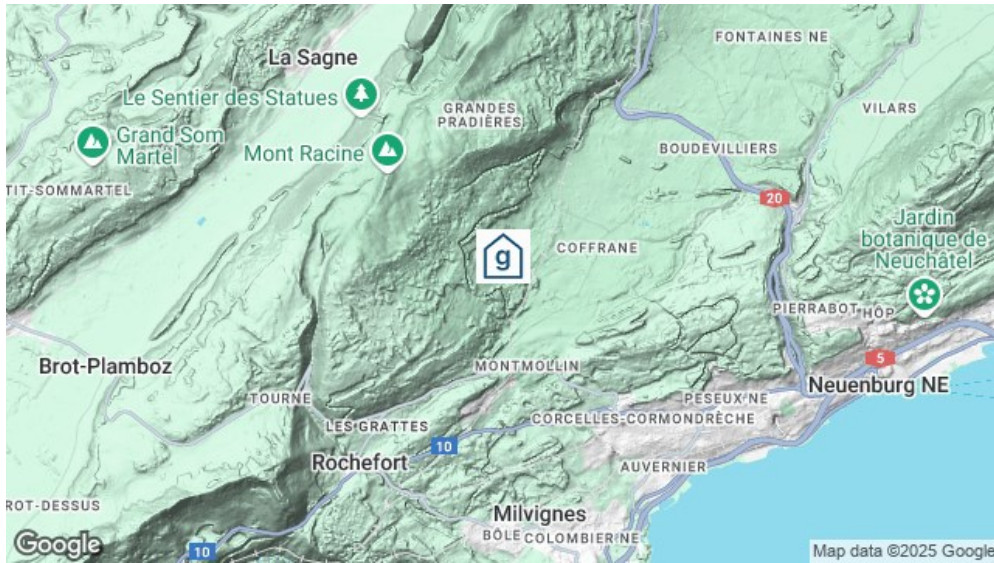 FONTAINES NE
La Sagne
Le Sentier des Statues
GRANDES
PRADIÈRES
VILARS
Grand Som
Martel
Mont Racine
BOUDEVILLIERS
TIT-SOMMARTEL
20
Jardin
botanique de
Neuchâtel
g
COFFRANE
PIERRABOT
HÔP
5
Brot-Plamboz
MONTMOLLIN
Neuenburg NE
TOURNE
PESEUX NE
CORCELLES-CORMONDRÈCHE
LES GRATTES
10
Rochefort
AUVERNIER
ROT-DESSUS
Milvignes
BÔLE
COLOMBIER NE
10
Google
Map data ©2025 Google